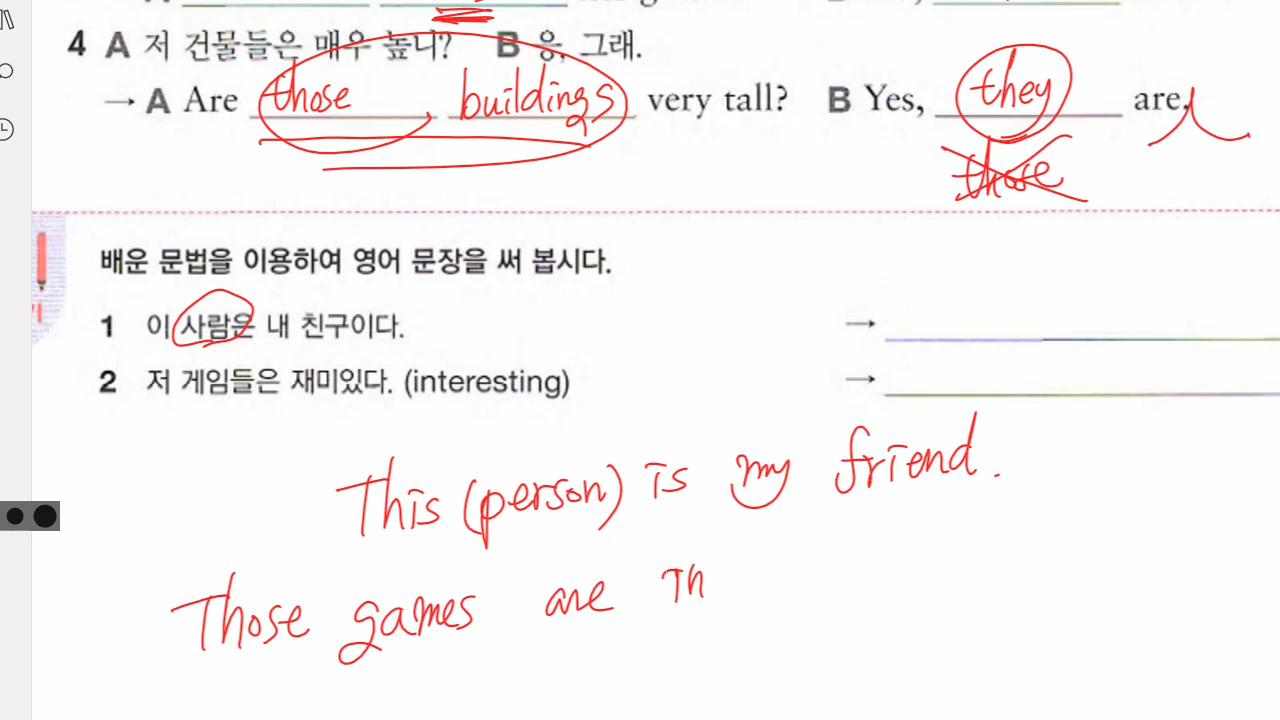 4 A 저 건물들은 매우 높니? B 응, 그래.
→ A Are those buildings very tall? B Yes, they are.
those
배운 문법을 이용하여 영어 문장을 써 봅시다.
1 이 사람은 내 친구이다. →
2 저 게임들은 재미있다. (interesting) →
This (person) is my friend.
Those games are In